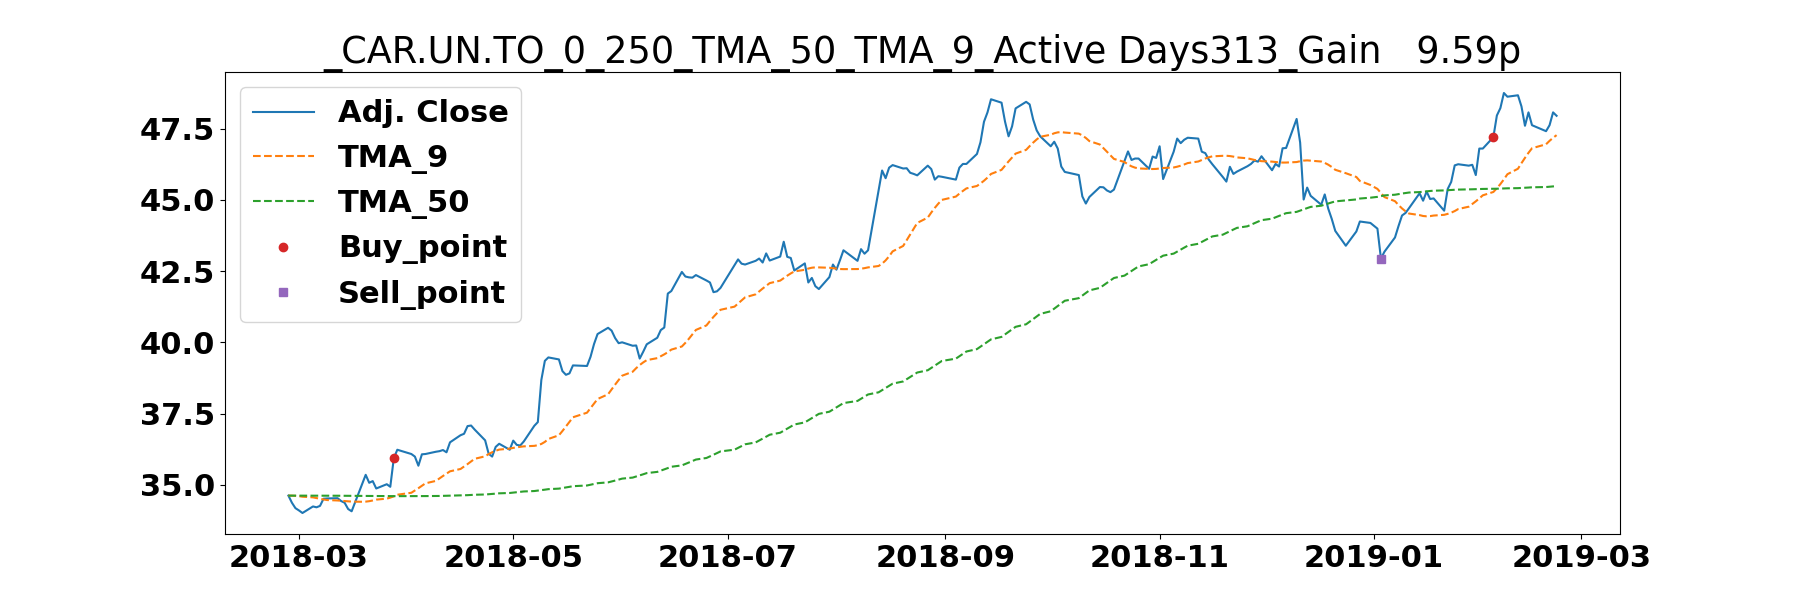 _CAR.UN.TO_0_250_TMA_50_TMA_9_Active Days313_Gain   9.59p
Adj. Close
TMA_9
TMA_50
Buy_point
Sell_point
47.5
45.0
42.5
40.0
37.5
35.0
2018-03 2018-05 2018-07 2018-09 2018-11 2019-01 2019-03